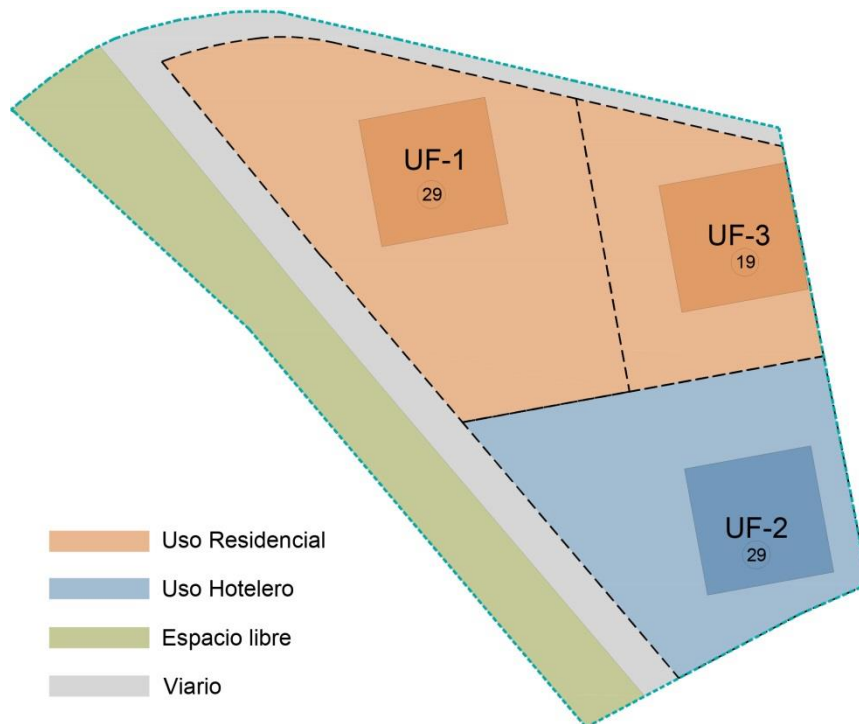 UF-1
29
UF-3
19
UF-2
29
Uso Residencial
Uso Hotelero
Espacio libre
Viario